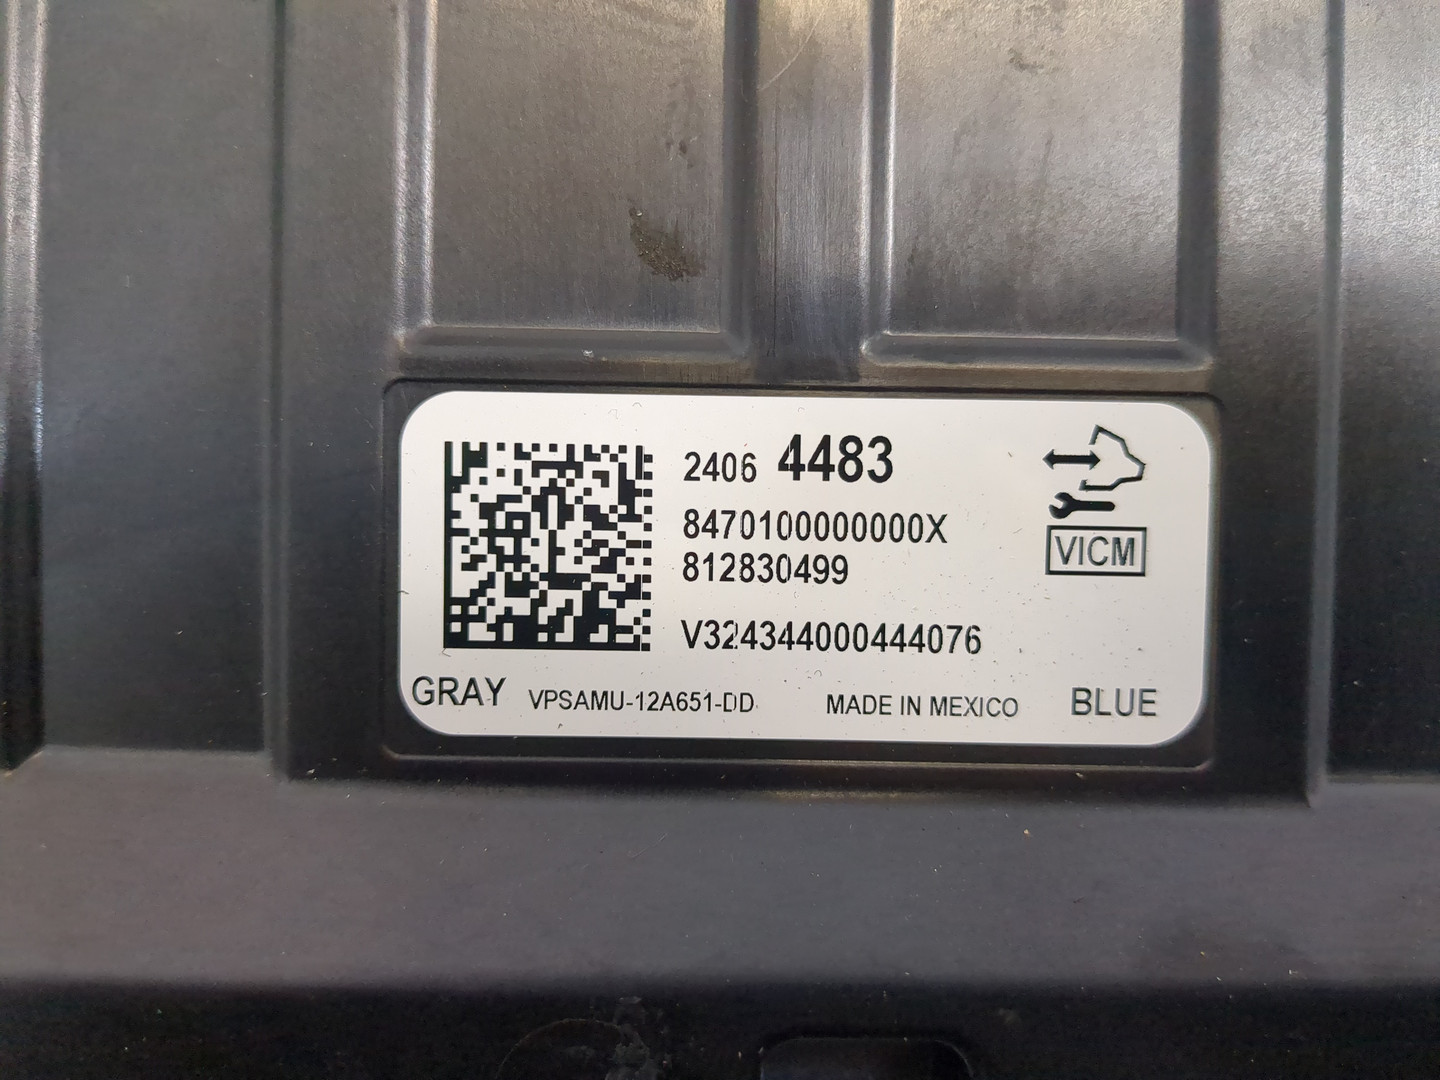 2406 4483
8470100000000X
812830499
VICM
V324344000444076
GRAY VPSAMU-12A651-DD MADE IN MEXICO BLUE